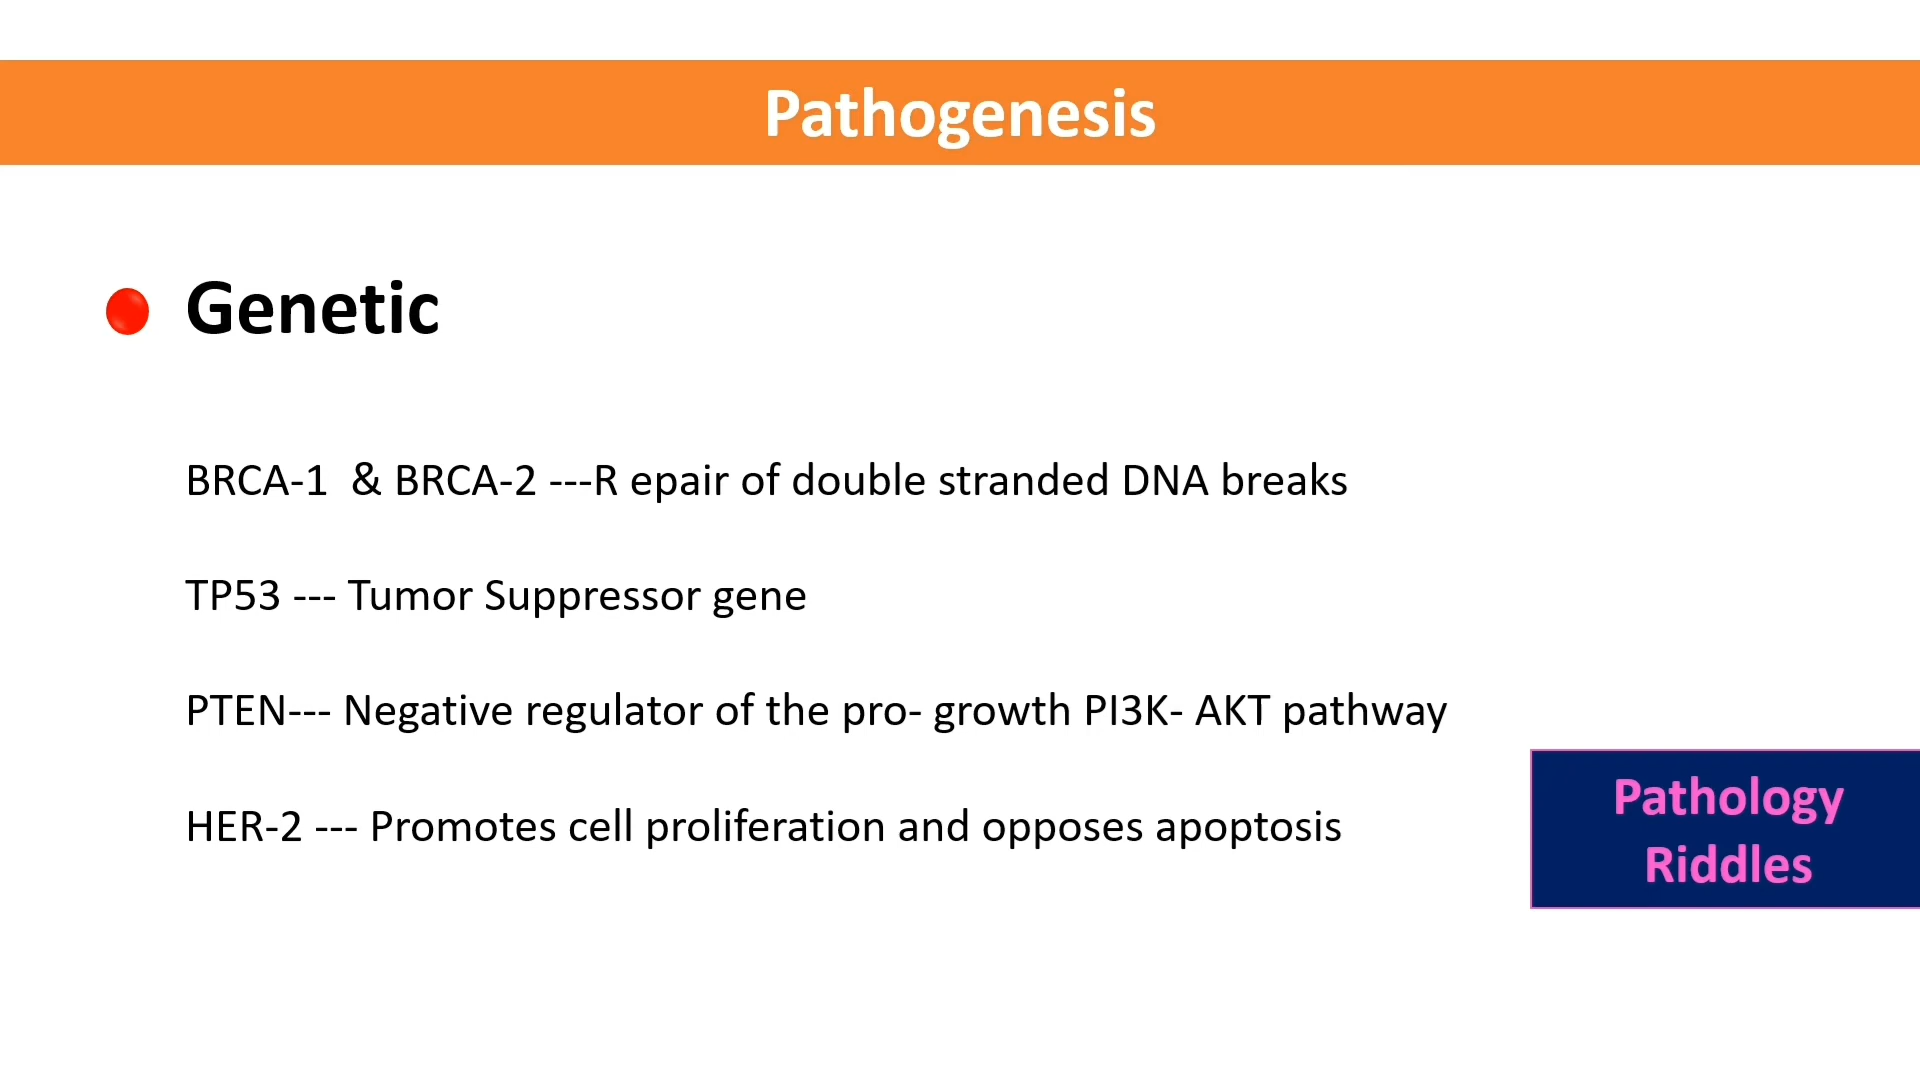 Pathogenesis
Genetic
BRCA-1  & BRCA-2 ---R epair of double stranded DNA breaks
TP53 --- Tumor Suppressor gene
PTEN--- Negative regulator of the pro- growth PI3K- AKT pathway
HER-2 --- Promotes cell proliferation and opposes apoptosis
Pathology
Riddles